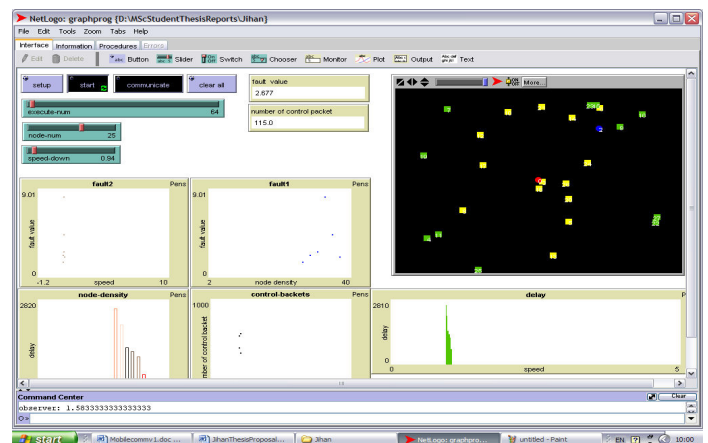 NetLogo: graphprog {D:\MScStudentThesisReports\Jihan}
File Edit Tools Zoom Tabs Help
Interface Information Procedures Errors
Edit Delete Button Slider Switch Chooser Monitor Plot Output Text
setup start communicate clear all
fault value
2.677
number of control packet
115.0
execute-num 64
node-num 25
speed-down 0.94
More...
fault2 Pens
9.01
fault value
0
-1.2 speed 10
fault1 Pens
9.01
fault value
0
2 node density 40
node-density Pens
2820
delay
control-backets Pens
1000
mber of control backet
delay P
2810
delay
0
0 speed 5
Command Center Clear
observer: 1.5833333333333333
O>
start Mobilecommv1.doc ... JihanThesisProposal... Jihan NetLogo: graphpro... untitled - Paint EN 10:00